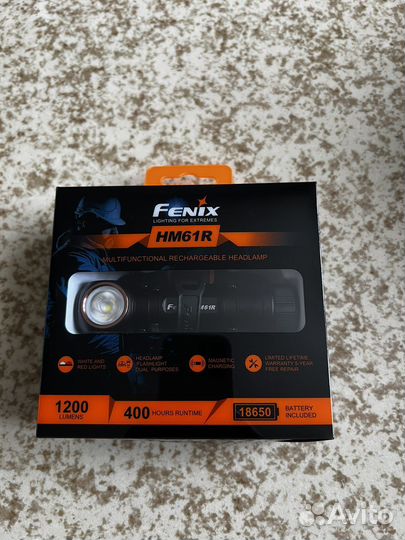 FENIX
LIGHTING FOR EXTREMES
HM61R
MULTIFUNCTIONAL RECHARGEABLE HEADLAMP
HM61R
WHITE AND
RED LIGHTS
HEADLAMP
/FLASHLIGHT
DUAL PURPOSES
MAGNETIC
CHARGING
LIMITED LIFETIME
WARRANTY 5-YEAR
FREE REPAIR
1200
LUMENS
400 HOURS RUNTIME
18650
BATTERY
INCLUDED
Avito